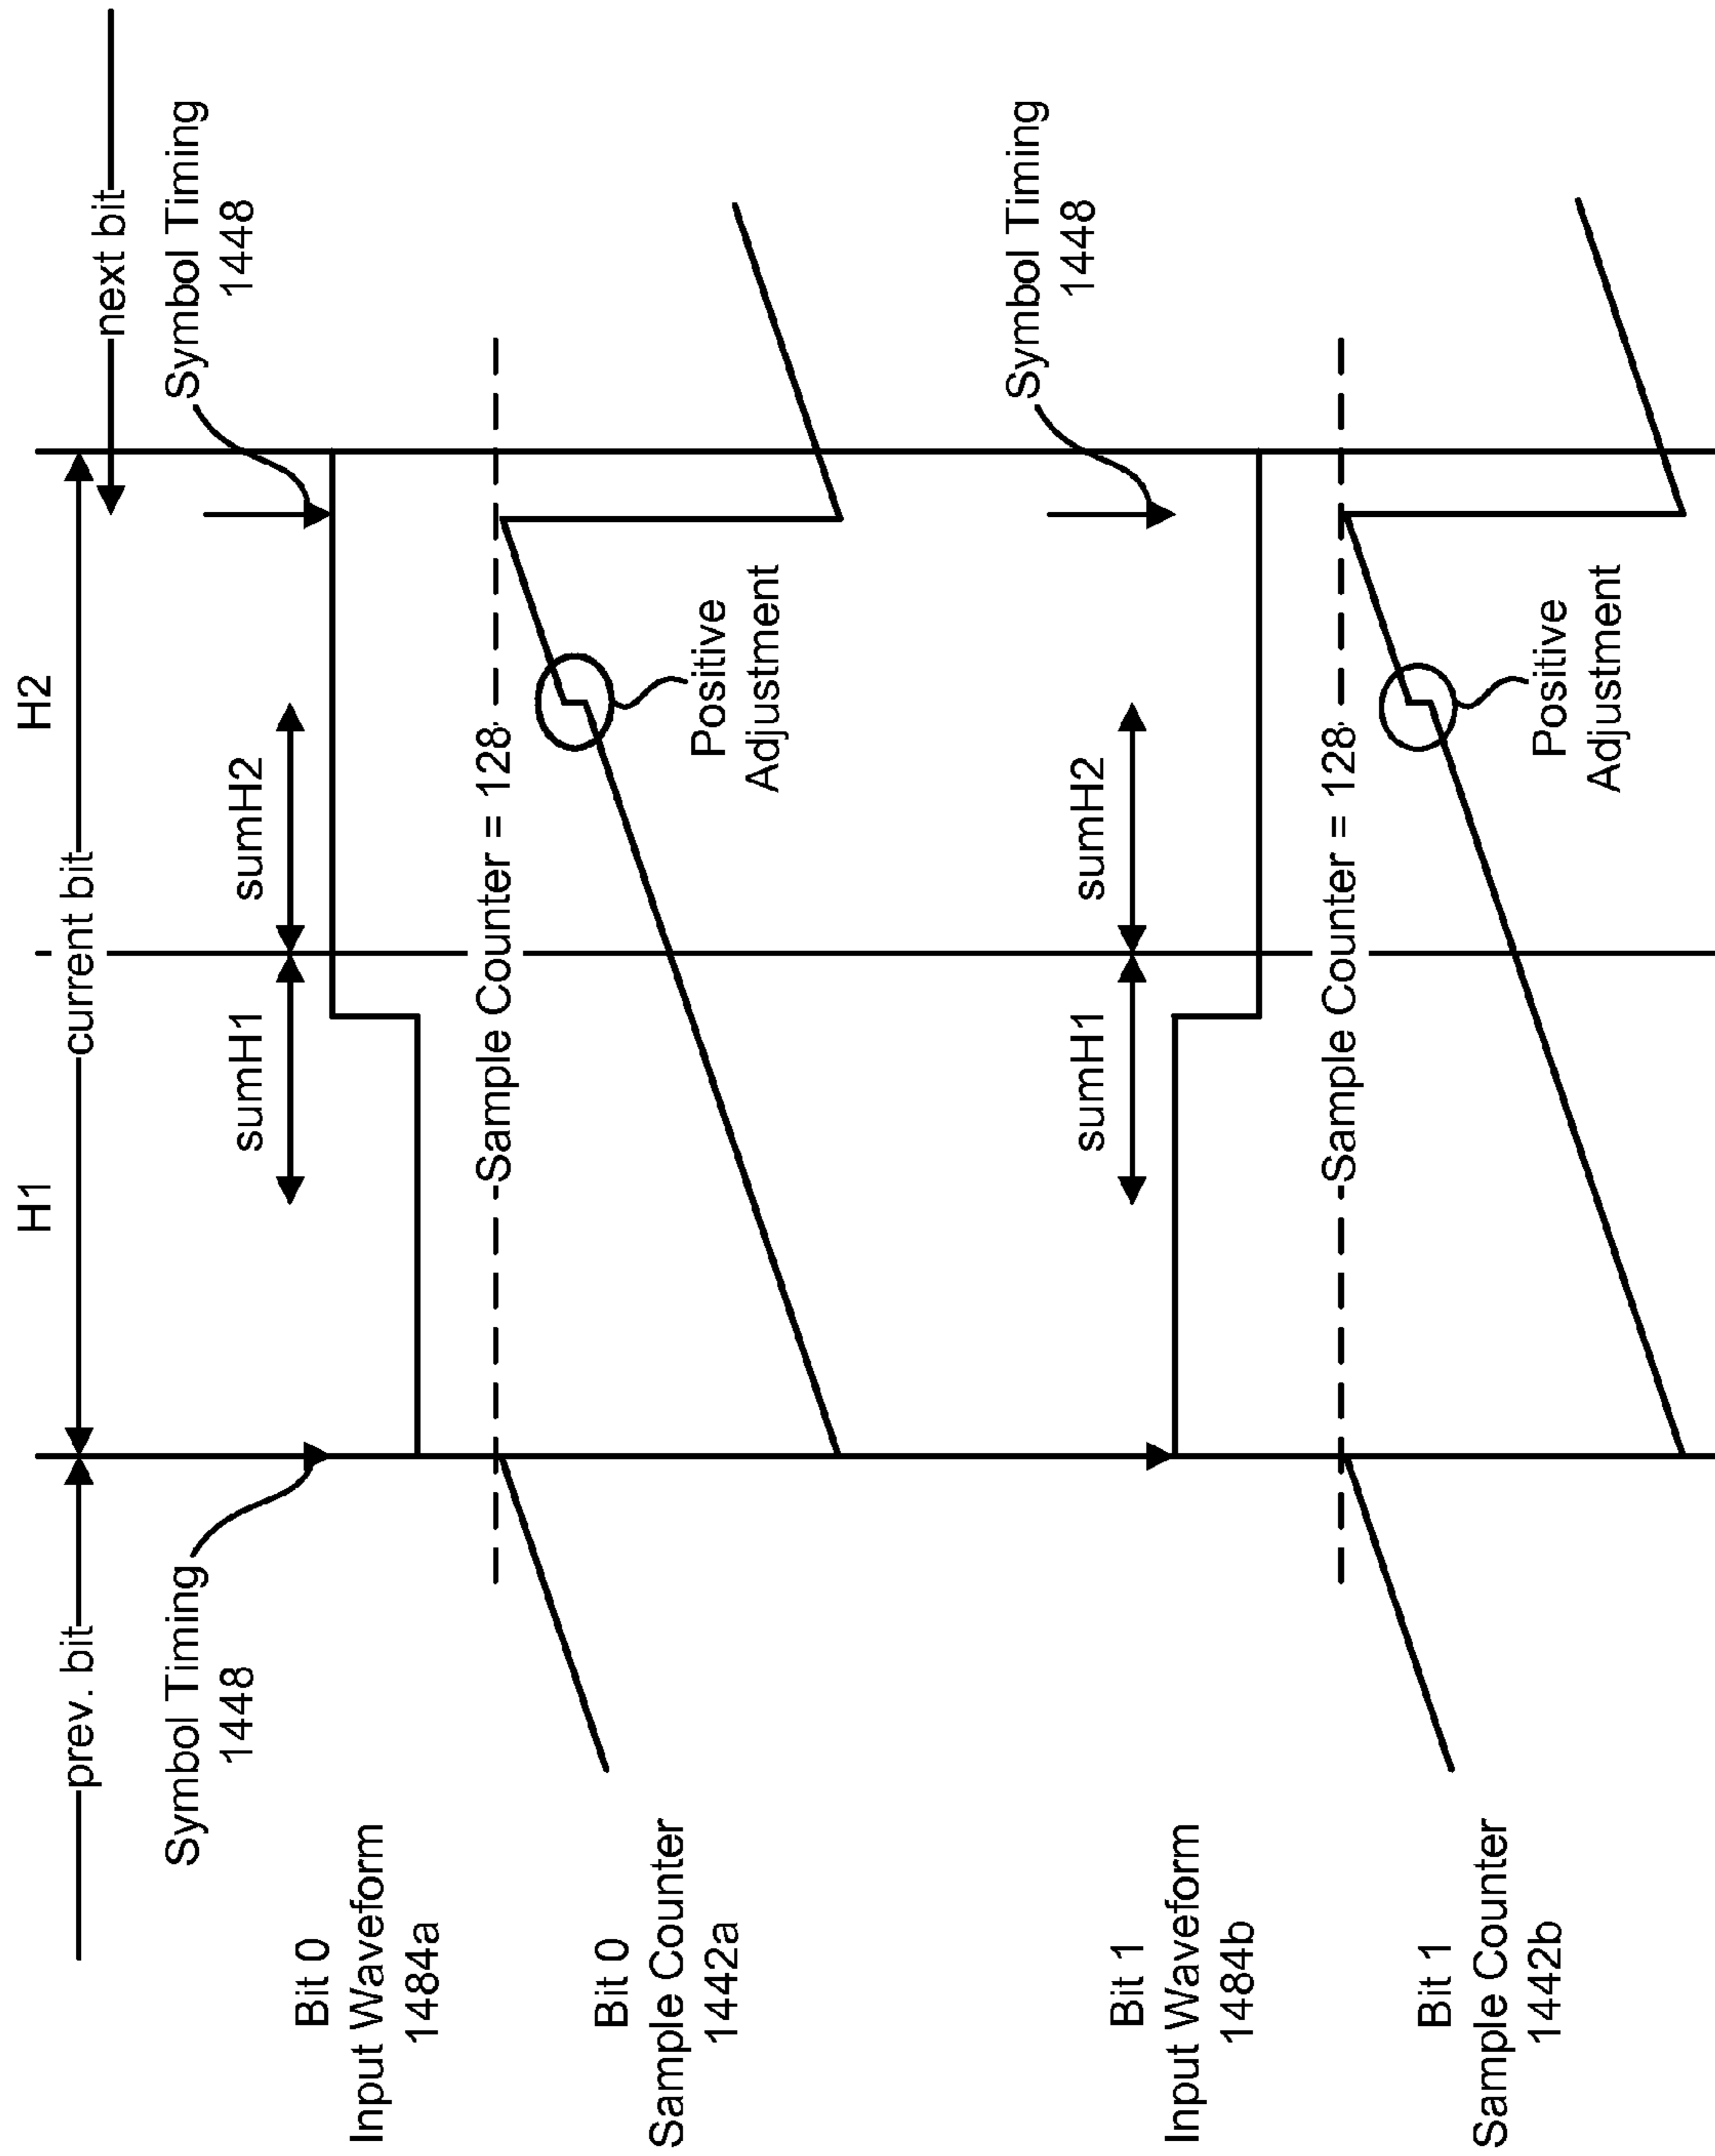 H1
H2
prev. bit
current bit
next bit
Symbol Timing
1448
Symbol Timing
1448
Bit 0
Input Waveform
1484a
sumH1
sumH2
Sample Counter = 128
Bit 0
Sample Counter
1442a
Positive
Adjustment
Symbol Timing
1448
Bit 1
Input Waveform
1484b
sumH1
sumH2
Sample Counter = 128
Bit 1
Sample Counter
1442b
Positive
Adjustment